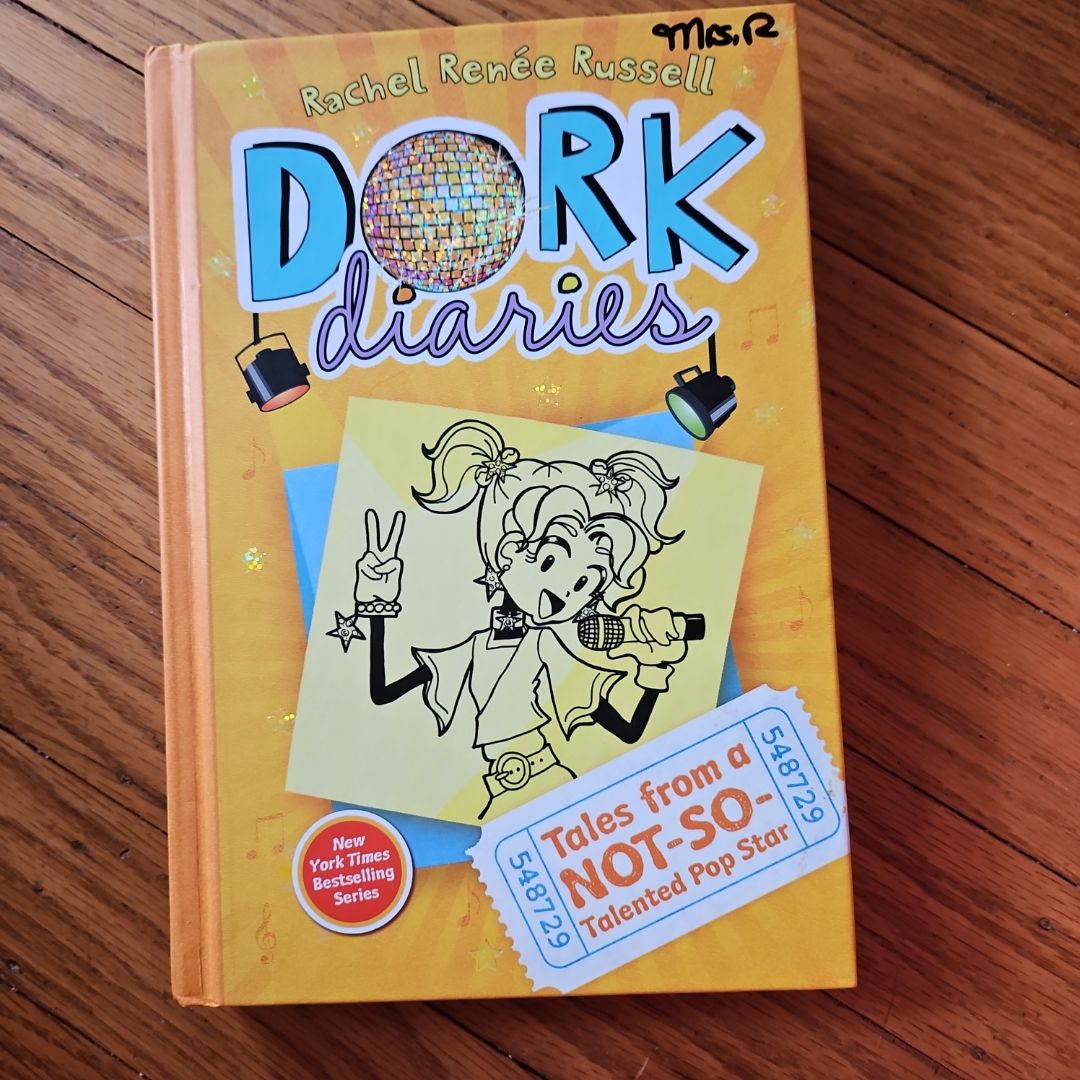 Mrs. R
Rachel Renée Russell
DORK
diaries
548729
Tales from a
NOT-SO-
Talented Pop Star
548729
New
York Times
Bestselling
Series